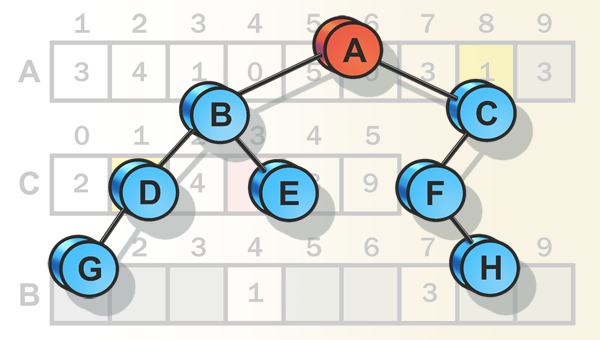 1 2 3 4 5 6 7 8 9
A
A 3 4 1 0 5 3 1 3
B C
0 1 3 4 5
C 2 4 9
D E F
2 3 4 5 6 7 9
G H
B 1 3